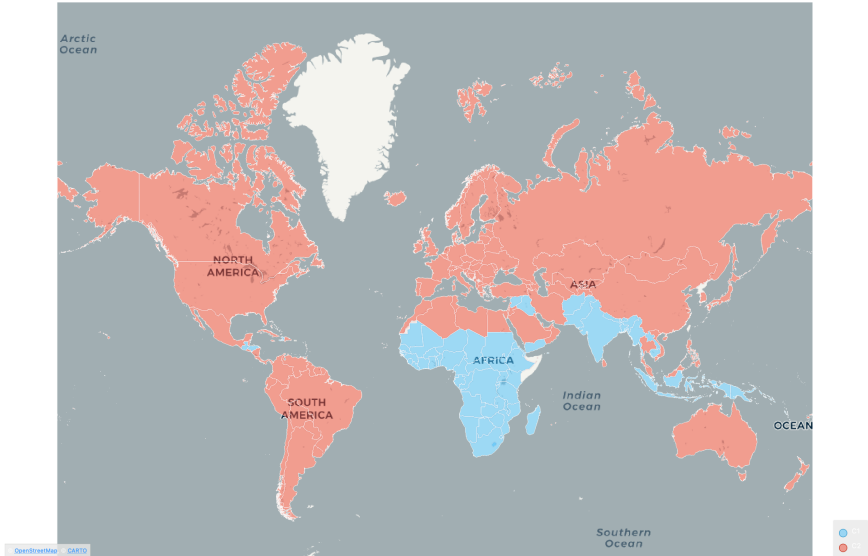 Arctic
Ocean
NORTH
AMERICA
ASIA
AFRICA
Indian
Ocean
SOUTH
AMERICA
OCEAN
Southern
Ocean
OpenStreetMap CARTO